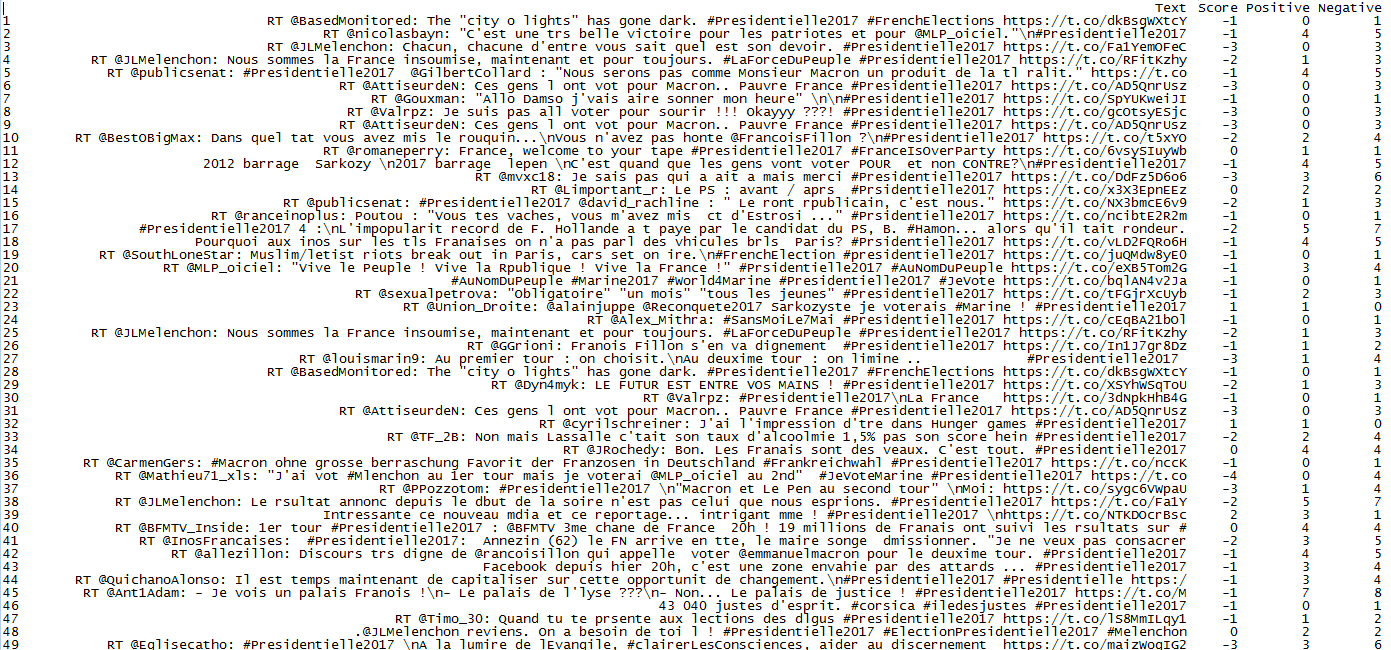 Text Score Positive Negative
1 RT @BasedMonitored: The "city o lights" has gone dark. #Presidentielle2017 #FrenchElections https://t.co/dkBsgWXtcY -1 0 1
2 RT @nicolasbayn: "C'est une trs belle victoire pour les patriotes et pour @MLP_oiciel."\n#Presidentielle2017 -1 4 5
3 RT @JLMelenchon: Chacun, chacune d'entre vous sait quel est son devoir. #Presidentielle2017 https://t.co/Fa1YemOFeC -3 0 3
4 RT @JLMelenchon: Nous sommes la France insoumise, maintenant et pour toujours. #LaForceDuPeuple #Presidentielle2017 https://t.co/RFitKzhy -2 1 3
5 RT @publicsenat: #Presidentielle2017 @GilbertCollard : "Nous serons pas comme Monsieur Macron un produit de la tl ralit." https://t.co -1 4 5
6 RT @AttiseurdeN: Ces gens l ont vot pour Macron.. Pauvre France #Presidentielle2017 https://t.co/AD5QnrUsz -3 0 3
7 RT @Gouxman: "Allo Damso j'vais aire sonner mon heure" \n\n#Presidentielle2017 https://t.co/SpYUKweiJI -1 0 1
8 RT @Valrpz: Je suis pas all voter pour sourir !!! Okayyy ???! #Presidentielle2017 https://t.co/gcOtsyESjc -3 0 3
9 RT @AttiseurdeN: Ces gens l ont vot pour Macron.. Pauvre France #Presidentielle2017 https://t.co/AD5QnrUsz -3 0 3
10 RT @BestOBigMax: Dans quel tat vous avez mis le rouquin...\nVous n'avez pas honte @FrancoisFillon ?\n#Presidentielle2017 https://t.co/t5xYO -2 2 4
11 RT @romaneperry: France, welcome to your tape #Presidentielle2017 #FranceIsOverParty https://t.co/6vsySIuyWb 0 1 1
12 2012 barrage Sarkozy \n2017 barrage lepen \nC'est quand que les gens vont voter POUR et non CONTRE?\n#Presidentielle2017 -1 4 5
13 RT @mvxc18: Je sais pas qui a ait a mais merci #Presidentielle2017 https://t.co/DdFz5D6o6 -3 3 6
14 RT @Limportant_r: Le PS : avant / aprs #Presidentielle2017 https://t.co/x3X3EpnEEz 0 2 2
15 RT @publicsenat: #Presidentielle2017 @david_rachline : " Le ront rpublicain, c'est nous." https://t.co/NX3bmcE6v9 -2 1 3
16 RT @ranceinoplus: Poutou : "Vous tes vaches, vous m'avez mis ct d'Estrosi ..." #Prsidentielle2017 https://t.co/ncibtE2R2m -1 0 1
17 #Presidentielle2017 4 :\nL'impopularit record de F. Hollande a t paye par le candidat du PS, B. #Hamon... alors qu'il tait rondeur. -2 5 7
18 Pourquoi aux inos sur les tls Franaises on n'a pas parl des vhicules brls Paris? #Presidentielle2017 https://t.co/vLD2FQRo6H -1 4 5
19 RT @SouthLoneStar: Muslim/letist riots break out in Paris, cars set on ire.\n#FrenchElection #presidentielle2017 https://t.co/juQMdw8yEO -1 0 1
20 RT @MLP_oiciel: "Vive le Peuple ! Vive la Rpublique ! Vive la France !" #Prsidentielle2017 #AuNomDuPeuple https://t.co/eXB5Tom2G -1 3 4
21 #AuNomDuPeuple #Marine2017 #World4Marine #Presidentielle2017 #JeVote https://t.co/bqlAN4v2Ja -1 0 1
22 RT @sexualpetrova: "Obligatoire" "un mois" "tous les jeunes" #Presidentielle2017 https://t.co/tFGjrXcUyb -1 2 3
23 RT @Union_Droite: @alainjuppe @Reconquete2017 Sarkozyste je voterais #Marine ! #Presidentielle2017 1 1 0
24 RT @Alex_Mithra: #SansMoiLe7Mai #Presidentielle2017 https://t.co/cEqBA21bOl -1 0 1
25 RT @JLMelenchon: Nous sommes la France insoumise, maintenant et pour toujours. #LaForceDuPeuple #Presidentielle2017 https://t.co/RFitKzhy -2 1 3
26 RT @GGrioni: Franois Fillon s'en va dignement #Presidentielle2017 https://t.co/In1J7gr8Dz -1 1 2
27 RT @louismarin9: Au premier tour : on choisit.\nAu deuxime tour : on limine .. #Presidentielle2017 -3 1 4
28 RT @BasedMonitored: The "city o lights" has gone dark. #Presidentielle2017 #FrenchElections https://t.co/dkBsgWXtcY -1 0 1
29 RT @Dyn4myk: LE FUTUR EST ENTRE VOS MAINS ! #Presidentielle2017 https://t.co/XSYhWSqToU -2 1 3
30 RT @Valrpz: #Presidentielle2017\nLa France https://t.co/3dNpkHhB4G -1 0 1
31 RT @AttiseurdeN: Ces gens l ont vot pour Macron.. Pauvre France #Presidentielle2017 https://t.co/AD5QnrUsz -3 0 3
32 RT @cyrilschreiner: J'ai l'impression d'tre dans Hunger games #Presidentielle2017 1 1 0
33 RT @TF_2B: Non mais Lassalle c'tait son taux d'alcoolmie 1,5% pas son score hein #Presidentielle2017 -2 2 4
34 RT @JRochedy: Bon. Les Franais sont des veaux. C'est tout. #Presidentielle2017 0 4 4
35 RT @CarmenGers: #Macron ohne grosse berraschung Favorit der Franzosen in Deutschland #Frankreichwahl #Presidentielle2017 https://t.co/nccK -1 0 1
36 RT @Mathieu71_xls: "J'ai vot #Mlenchon au 1er tour mais je voterai @MLP_oiciel au 2nd" #JeVoteMarine #Presidentielle2017 https://t.co -4 0 4
37 RT @PPozzotom: #Presidentielle2017 \n"Macron et Le Pen au second tour" \nMoi: https://t.co/sygc6VWpaU -3 1 4
38 RT @JLMelenchon: Le rsultat annonc depuis le dbut de la soire n'est pas celui que nous esprions. #Presidentielle2017 https://t.co/Fa1Y -2 5 7
39 Intressante ce nouveau mdia et ce reportage... intrigant mme ! #Presidentielle2017 \nhttps://t.co/NTKDOcrBsc 2 3 1
40 RT @BFMTV_Inside: 1er tour #Presidentielle2017 : @BFMTV 3me chane de France 20h ! 19 millions de Franais ont suivi les rsultats sur # 0 4 4
41 RT @InosFrancaises: #Presidentielle2017: Annezin (62) le FN arrive en tte, le maire songe dmissionner. "Je ne veux pas consacrer -2 3 5
42 RT @allezillon: Discours trs digne de @rancoisillon qui appelle voter @emmanuelmacron pour le deuxime tour. #Prsidentielle2017 -1 4 5
43 Facebook depuis hier 20h, c'est une zone envahie par des attards ... #Presidentielle2017 -1 3 4
44 RT @QuichanoAlonso: Il est temps maintenant de capitaliser sur cette opportunit de changement.\n#Presidentielle2017 #Presidentielle https:/ -1 3 4
45 RT @Ant1Adam: - Je vois un palais Franois !\n- Le palais de l'lyse ???\n- Non... Le palais de justice ! #Presidentielle2017 https://t.co/M -1 7 8
46 43 040 justes d'esprit. #corsica #iledesjustes #Presidentielle2017 -1 0 1
47 RT @Timo_30: Quand tu te prsente aux lections des dlgus #Presidentielle2017 https://t.co/lS8MmILqy1 -1 1 2
48 .@JLMelenchon reviens. On a besoin de toi l ! #Presidentielle2017 #ElectionPresidentielle2017 #Melenchon 0 2 2
49 RT @Eglisecatho: #Presidentielle2017 \nA la lumire de lEvangile, #clairerLesConsciences, aider au discernement https://t.co/maizWoqIG2 -3 3 6